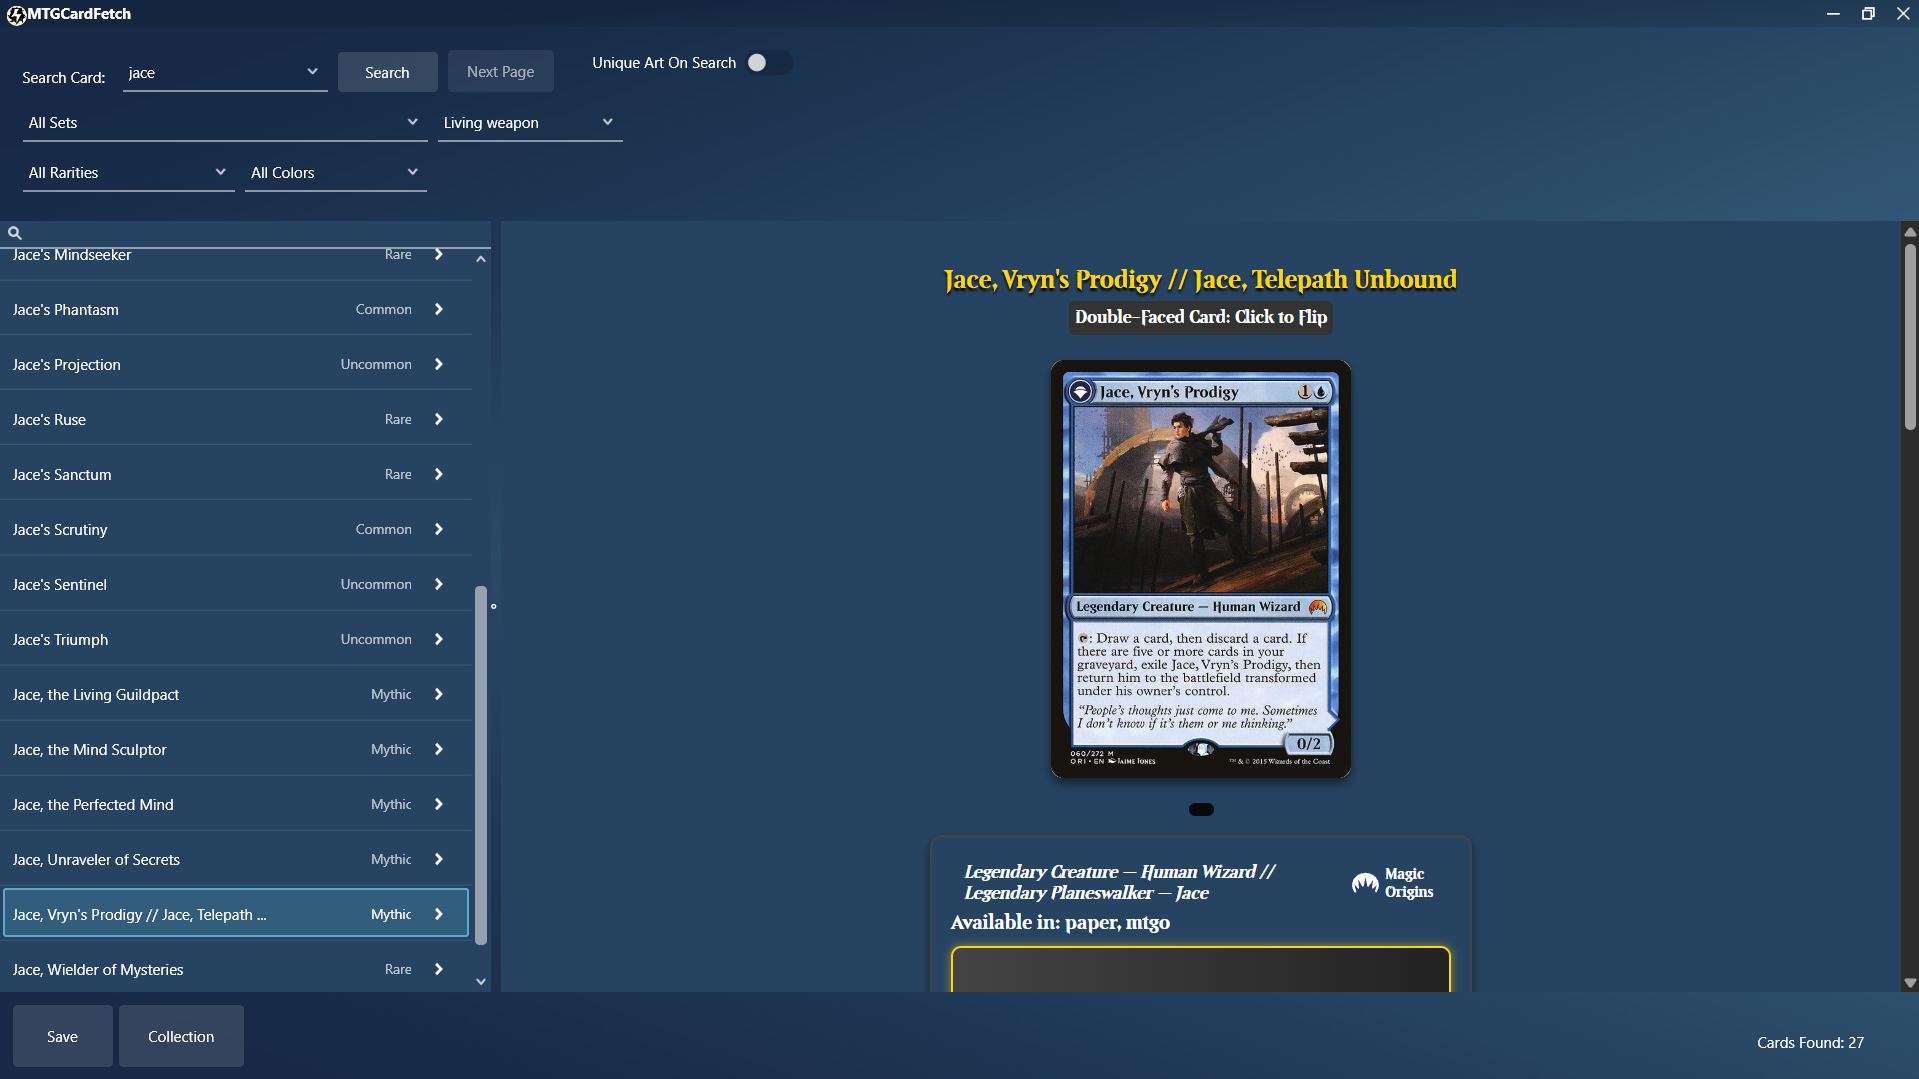 MTGCardFetch
Search Card:
jace
Search
Next Page
Unique Art On Search
All Sets
Living weapon
All Rarities
All Colors
Jace's Mindseeker Rare
Jace's Phantasm Common
Jace's Projection Uncommon
Jace's Ruse Rare
Jace's Sanctum Rare
Jace's Scrutiny Common
Jace's Sentinel Uncommon
Jace's Triumph Uncommon
Jace, the Living Guildpact Mythic
Jace, the Mind Sculptor Mythic
Jace, the Perfected Mind Mythic
Jace, Unraveler of Secrets Mythic
Jace, Vryn's Prodigy // Jace, Telepath ... Mythic
Jace, Wielder of Mysteries Rare
Jace, Vryn's Prodigy // Jace, Telepath Unbound
Double-Faced Card: Click to Flip
Jace, Vryn's Prodigy 1
Legendary Creature — Human Wizard
: Draw a card, then discard a card. If
there are five or more cards in your
graveyard, exile Jace, Vryn's Prodigy, then
return him to the battlefield transformed
under his owner's control.
"People's thoughts just come to me. Sometimes
I don't know if it's them or me thinking."
0/2
060/272 M
ORI • EN JAIME JONES
™ & © 2015 Wizards of the Coast
Legendary Creature — Human Wizard //
Legendary Planeswalker — Jace
Magic
Origins
Available in: paper, mtgo
Save
Collection
Cards Found: 27